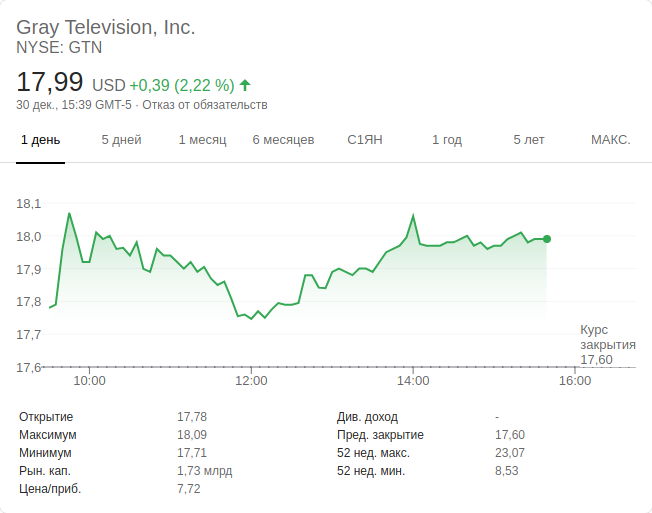 Gray Television, Inc.
NYSE: GTN
17,99 USD +0,39 (2,22 %)
30 дек., 15:39 GMT-5 · Отказ от обязательств
1 день 5 дней 1 месяц 6 месяцев С1ЯН 1 год 5 лет МАКС.
18,1
18,0
17,9
17,8
17,7
17,6
Курс
закрытия
17,60
10:00 12:00 14:00 16:00
Открытие 17,78 Див. доход -
Максимум 18,09 Пред. закрытие 17,60
Минимум 17,71 52 нед. макс. 23,07
Рын. кап. 1,73 млрд 52 нед. мин. 8,53
Цена/приб. 7,72